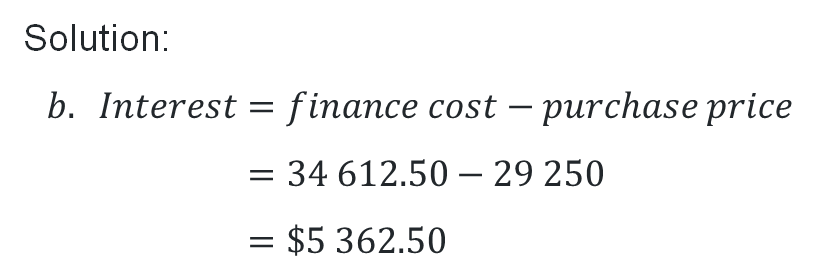 Solution:
b. Interest = finance cost − purchase price
= 34 612.50 − 29 250
= $5 362.50